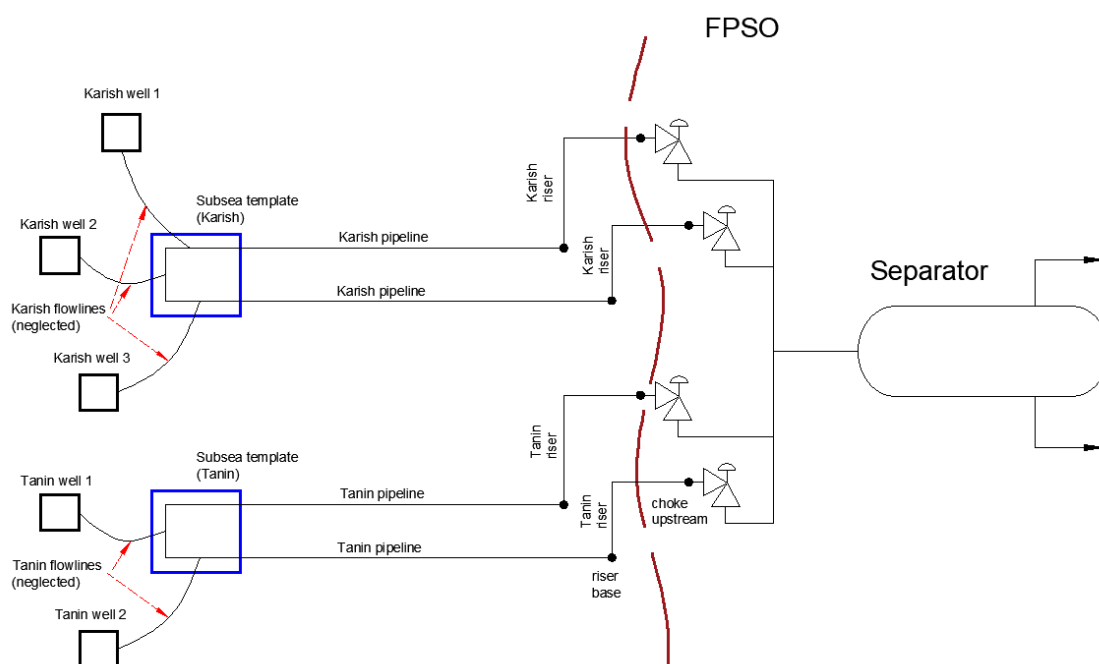 FPSO
Karish well 1
Karish
riser
Karish well 2
Subsea template
(Karish)
Karish pipeline
Karish
riser
Separator
Karish pipeline
Karish flowlines
(neglected)
Karish well 3
Tanin
riser
Subsea template
(Tanin)
Tanin well 1
Tanin pipeline
Tanin
riser
choke
upstream
Tanin pipeline
Tanin flowlines
(neglected)
riser
base
Tanin well 2